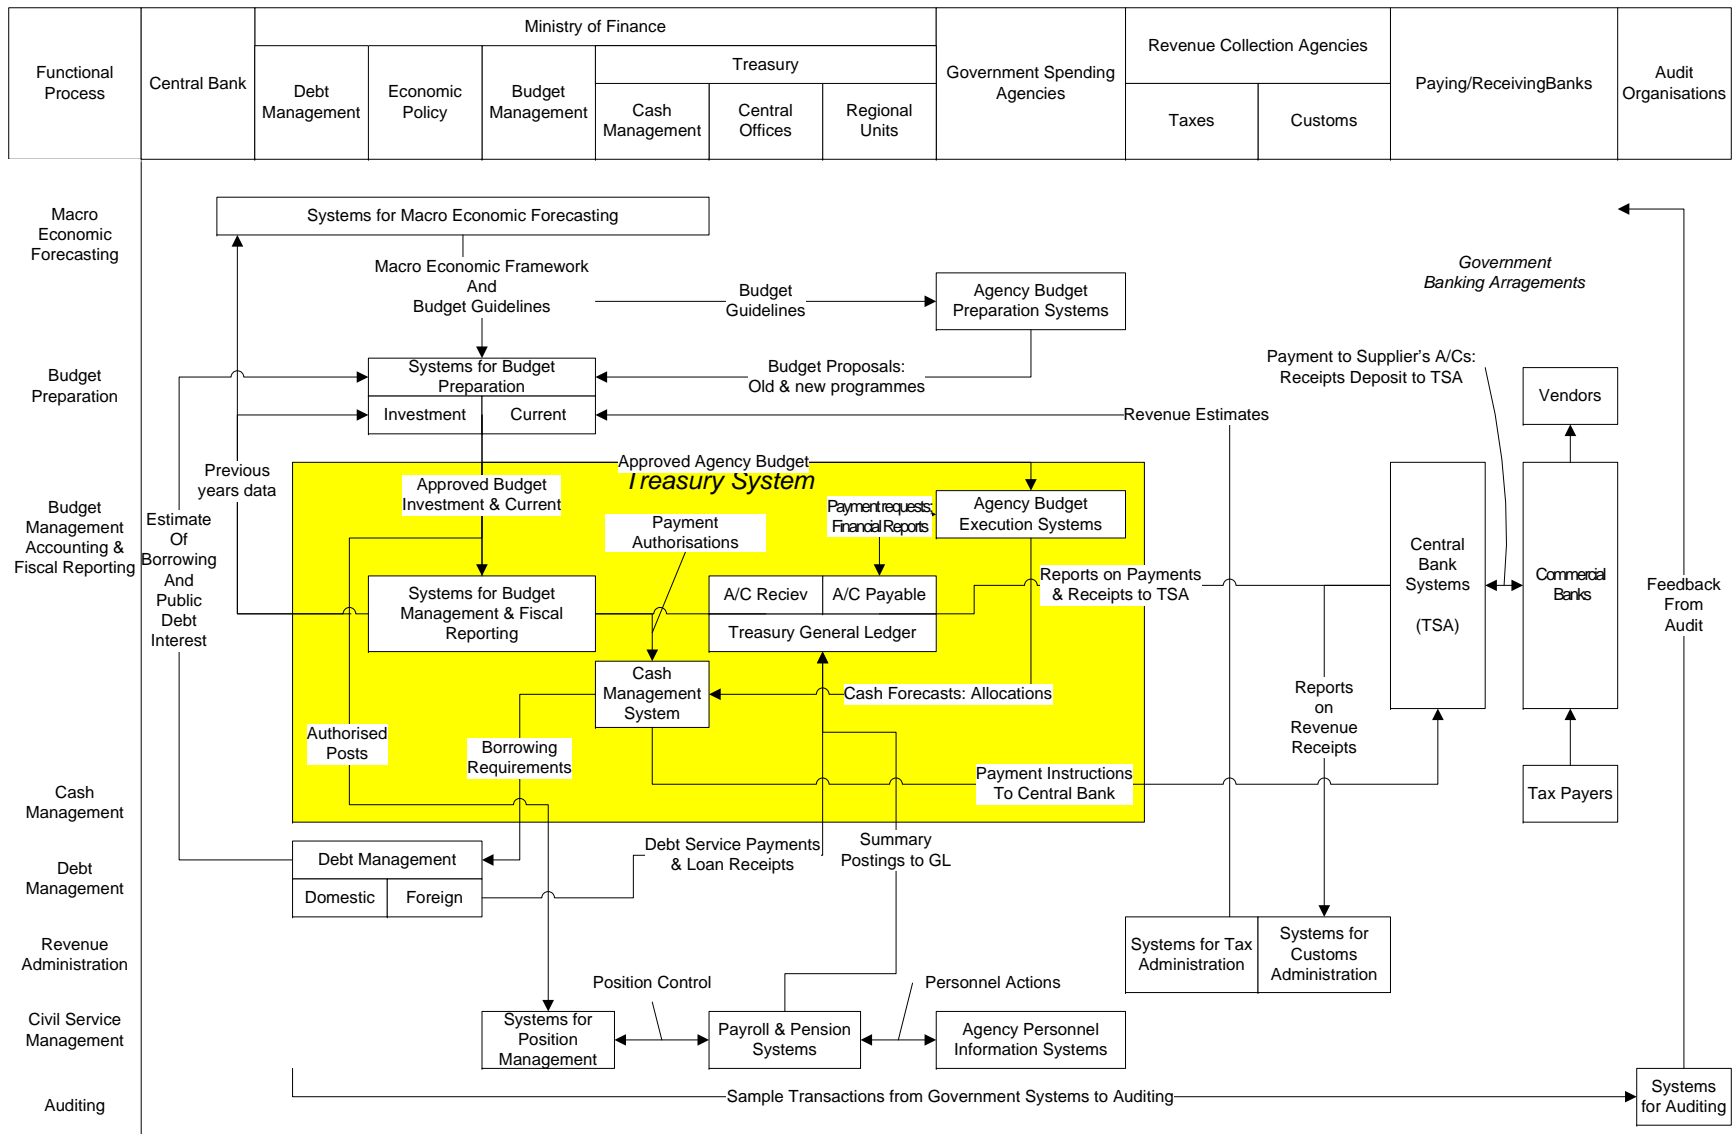 Functional
Process
Central Bank
Ministry of Finance
Debt
Management
Economic
Policy
Budget
Management
Treasury
Cash
Management
Central
Offices
Regional
Units
Government Spending
Agencies
Revenue Collection Agencies
Taxes
Customs
Paying/ReceivingBanks
Audit
Organisations
Macro
Economic
Forecasting
Systems for Macro Economic Forecasting
Macro Economic Framework
And
Budget Guidelines
Budget
Guidelines
Agency Budget
Preparation Systems
Government
Banking Arragements
Budget
Preparation
Systems for Budget
Preparation
Investment
Current
Budget Proposals:
Old & new programmes
Revenue Estimates
Payment to Supplier's A/Cs:
Receipts Deposit to TSA
Vendors
Budget
Management
Accounting &
Fiscal Reporting
Previous
years data
Estimate
Of
Borrowing
And
Public
Debt
Interest
Approved Agency Budget
Treasury System
Approved Budget
Investment & Current
Payment
Authorisations
Payment requests;
Financial Reports
Agency Budget
Execution Systems
Systems for Budget
Management & Fiscal
Reporting
A/C Reciev
A/C Payable
Treasury General Ledger
Reports on Payments
& Receipts to TSA
Central
Bank
Systems
(TSA)
Commercial
Banks
Feedback
From
Audit
Cash
Management
System
Cash Forecasts: Allocations
Reports
on
Revenue
Receipts
Authorised
Posts
Borrowing
Requirements
Payment Instructions
To Central Bank
Tax Payers
Cash
Management
Debt
Management
Debt Management
Domestic
Foreign
Debt Service Payments
& Loan Receipts
Summary
Postings to GL
Revenue
Administration
Systems for Tax
Administration
Systems for
Customs
Administration
Civil Service
Management
Position Control
Personnel Actions
Systems for
Position
Management
Payroll & Pension
Systems
Agency Personnel
Information Systems
Auditing
Sample Transactions from Government Systems to Auditing
Systems
for Auditing